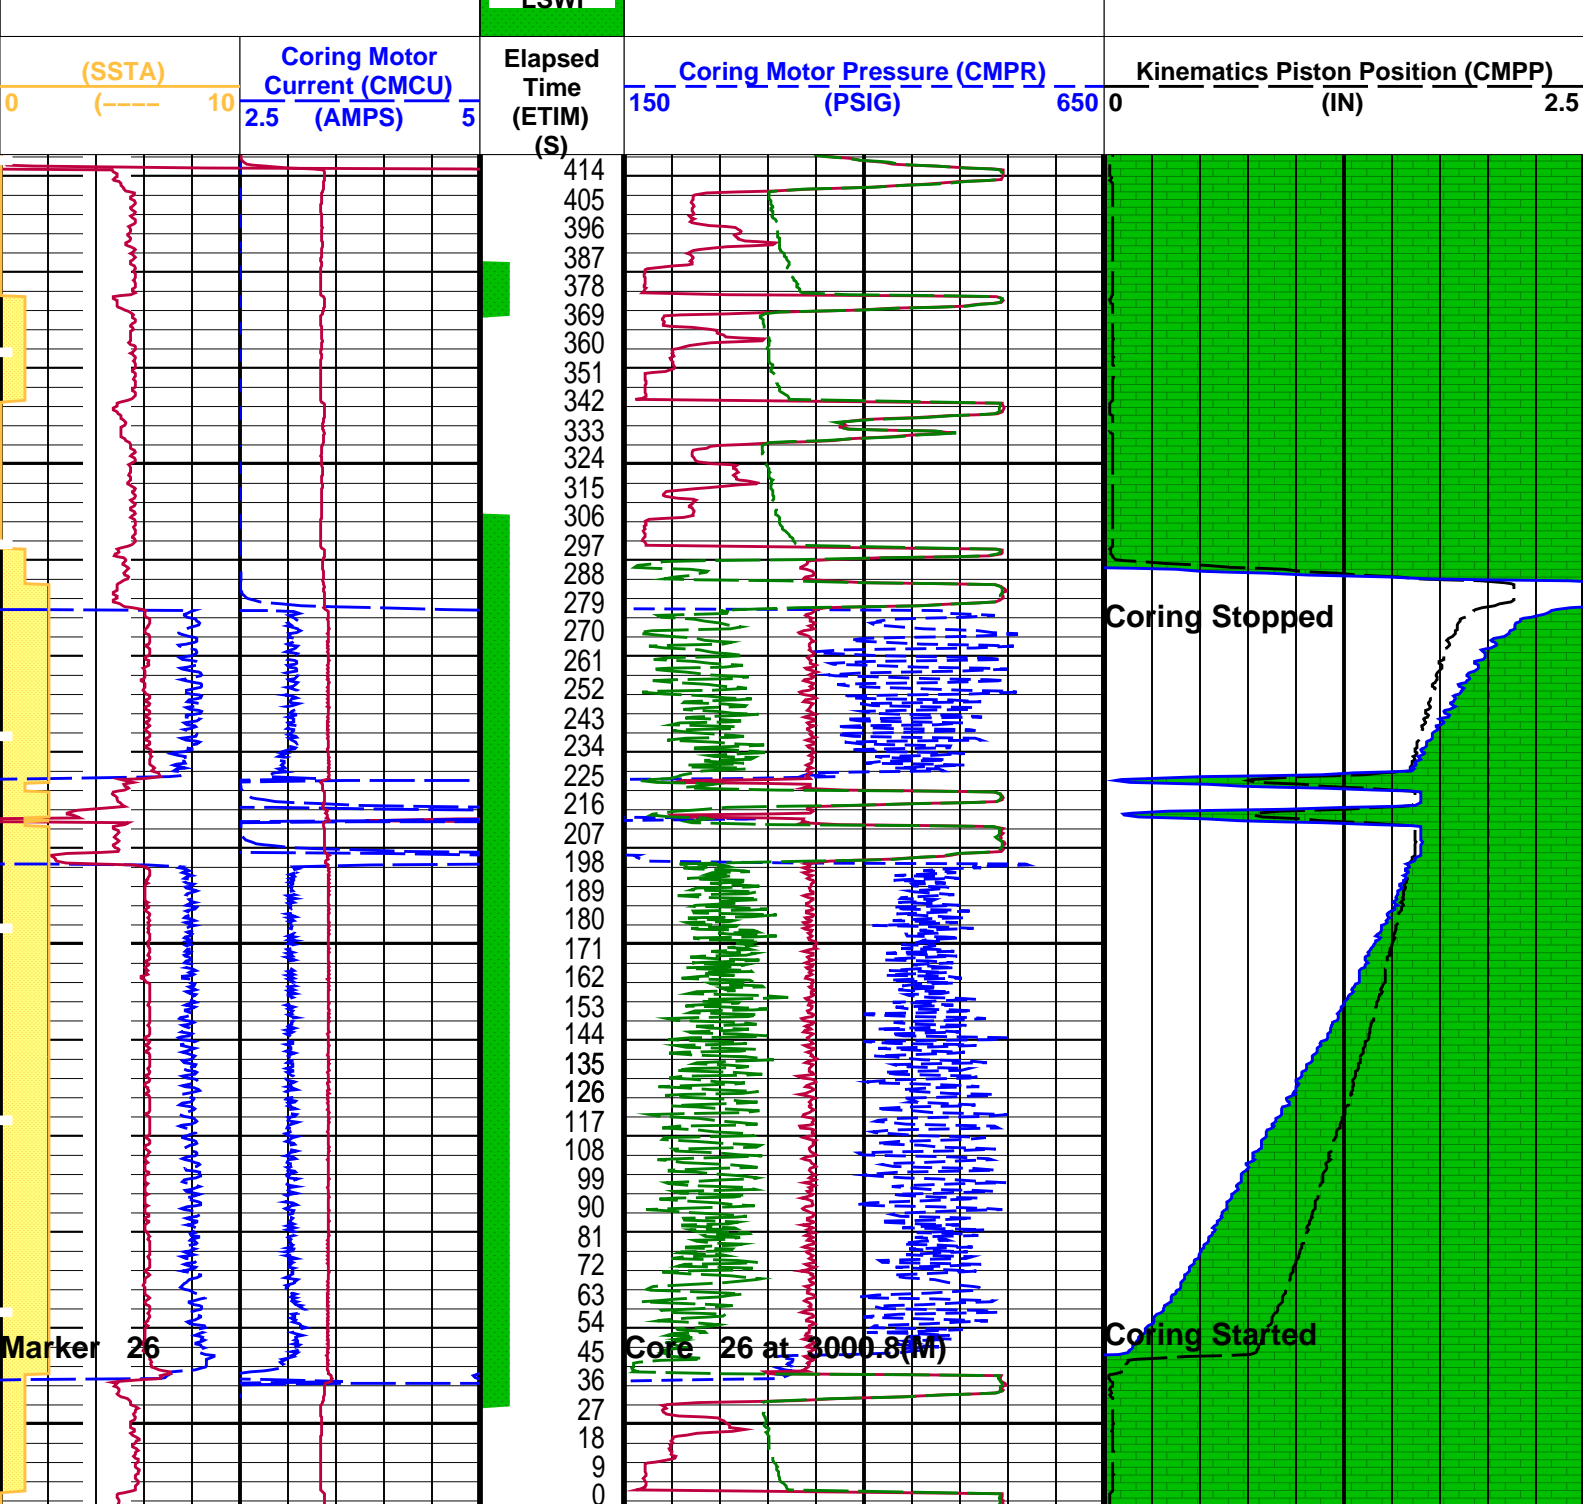 LSWI
(SSTA)
0 (---- 10
Coring Motor
Current (CMCU)
2.5 (AMPS) 5
Elapsed
Time
(ETIM)
(S)
Coring Motor Pressure (CMPR)
150 (PSIG) 650
Kinematics Piston Position (CMPP)
0 (IN) 2.5
414
405
396
387
378
369
360
351
342
333
324
315
306
297
288
279
Coring Stopped
270
261
252
243
234
225
216
207
198
189
180
171
162
153
144
135
126
117
108
99
90
81
72
63
54
Coring Started
Marker 26
45
Core 26 at 3000.8(M)
36
27
18
9
0